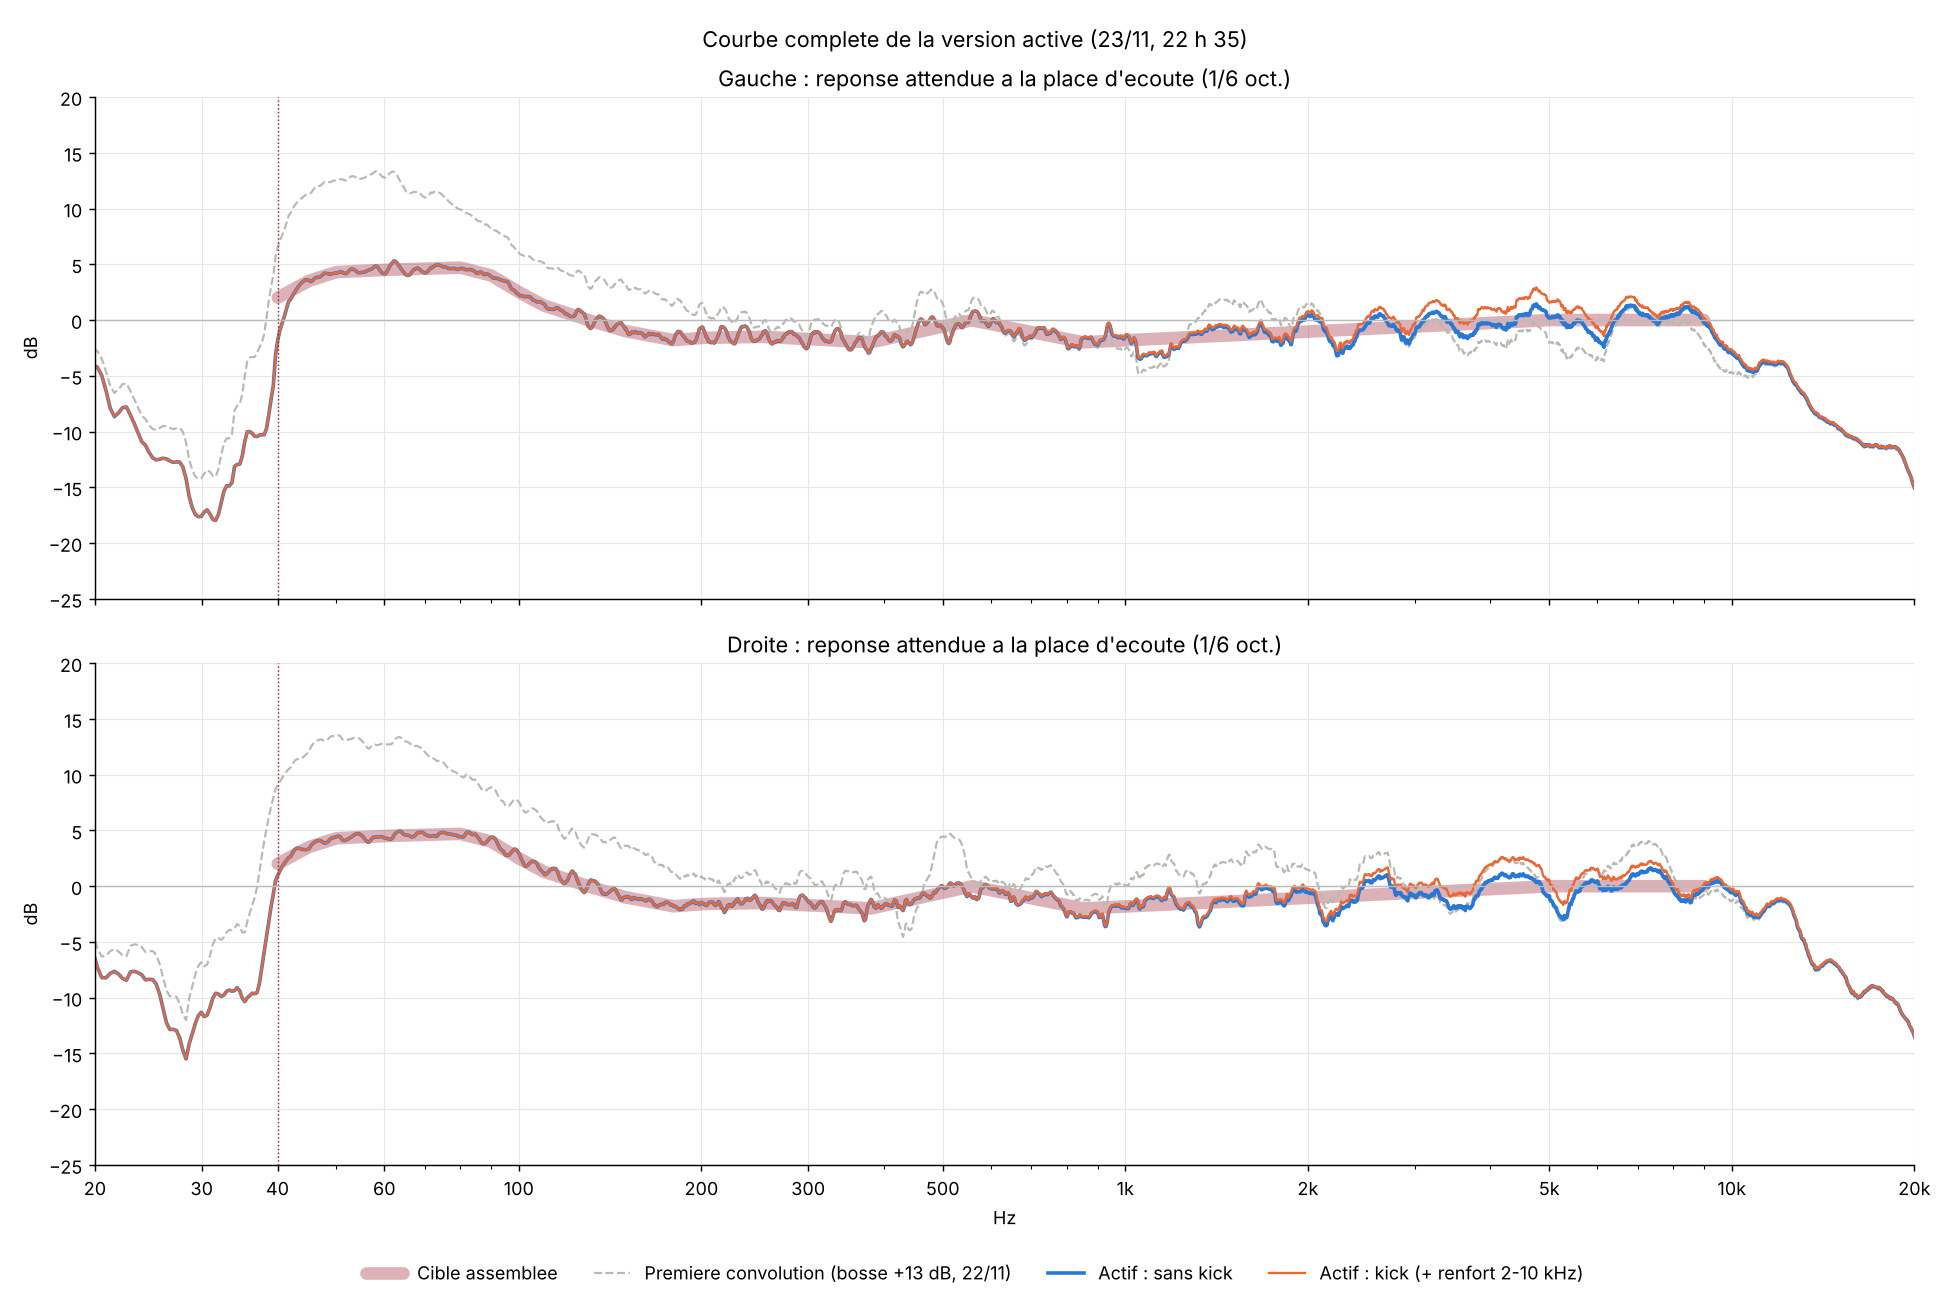 Courbe complete de la version active (23/11, 22 h 35)
Gauche : reponse attendue a la place d'ecoute (1/6 oct.)
20
15
10
5
0
−5
−10
−15
−20
−25
dB
Droite : reponse attendue a la place d'ecoute (1/6 oct.)
20
15
10
5
0
−5
−10
−15
−20
−25
dB
20 30 40 60 100 200 300 500 1k 2k 5k 10k 20k
Hz
Cible assemblee Premiere convolution (bosse +13 dB, 22/11) Actif : sans kick Actif : kick (+ renfort 2-10 kHz)